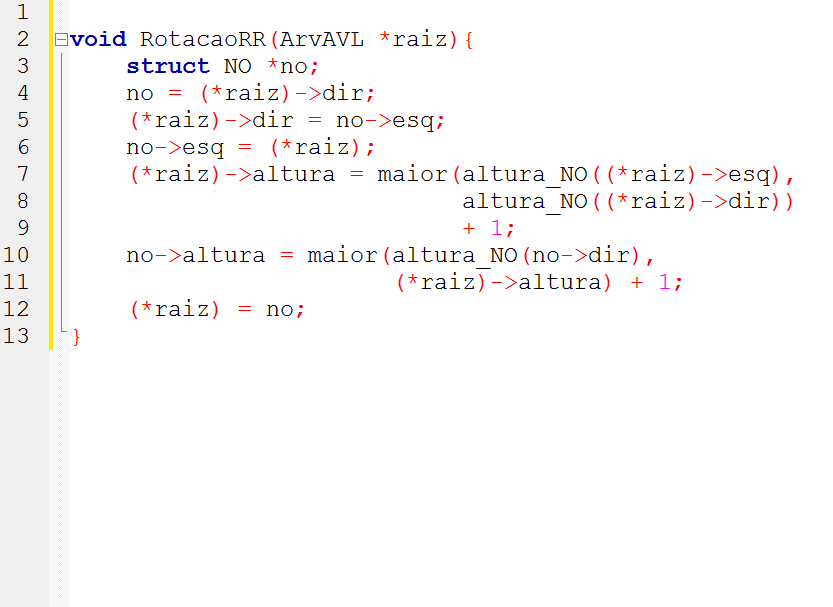 1
2 void RotacaoRR(ArvAVL *raiz){
3 struct NO *no;
4 no = (*raiz)->dir;
5 (*raiz)->dir = no->esq;
6 no->esq = (*raiz);
7 (*raiz)->altura = maior(altura_NO((*raiz)->esq),
8 altura_NO((*raiz)->dir))
9 + 1;
10 no->altura = maior(altura_NO(no->dir),
11 (*raiz)->altura) + 1;
12 (*raiz) = no;
13 }